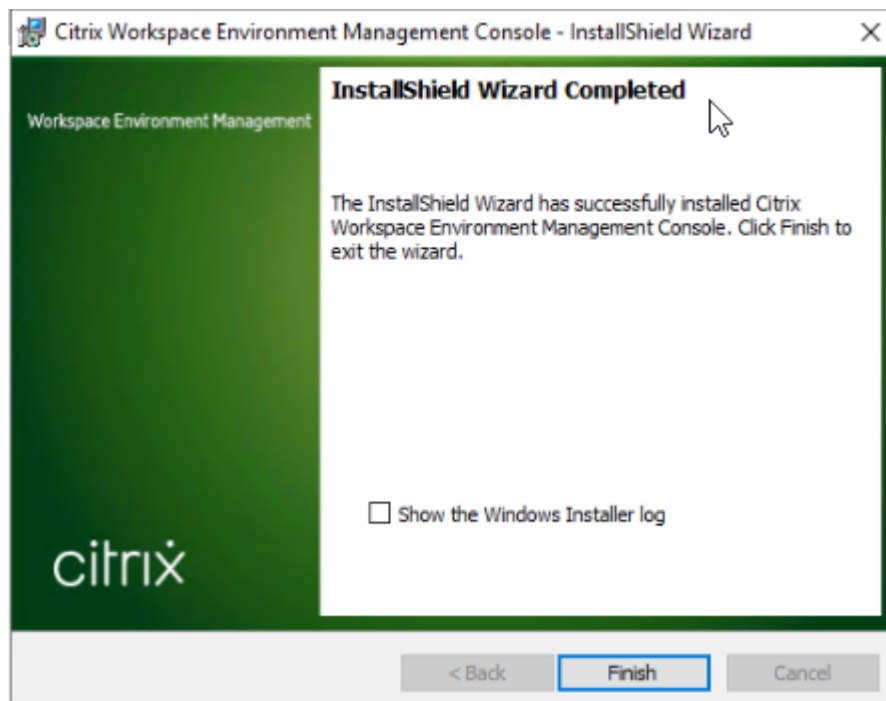 Citrix Workspace Environment Management Console - InstallShield Wizard
Workspace Environment Management
InstallShield Wizard Completed
The InstallShield Wizard has successfully installed Citrix
Workspace Environment Management Console. Click Finish to
exit the wizard.
Show the Windows Installer log
citrix
< Back
Finish
Cancel